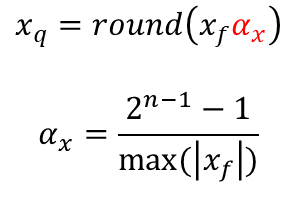 x_q = round(x_f α_x)
α_x = (2^{n−1} − 1) / max(|x_f|)